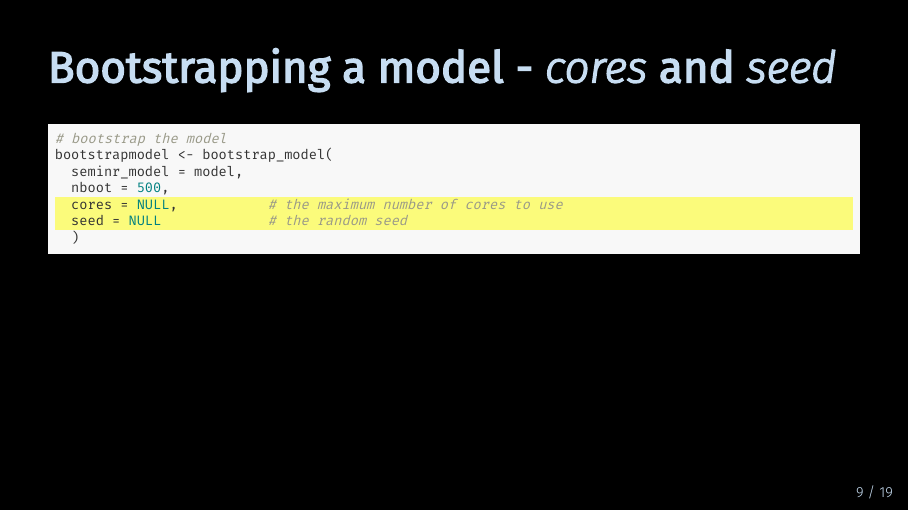 Bootstrapping a model - cores and seed
# bootstrap the model
bootstrapmodel <- bootstrap_model(
  seminr_model = model,
  nboot = 500,
  cores = NULL,           # the maximum number of cores to use
  seed = NULL             # the random seed
  )
9 / 19